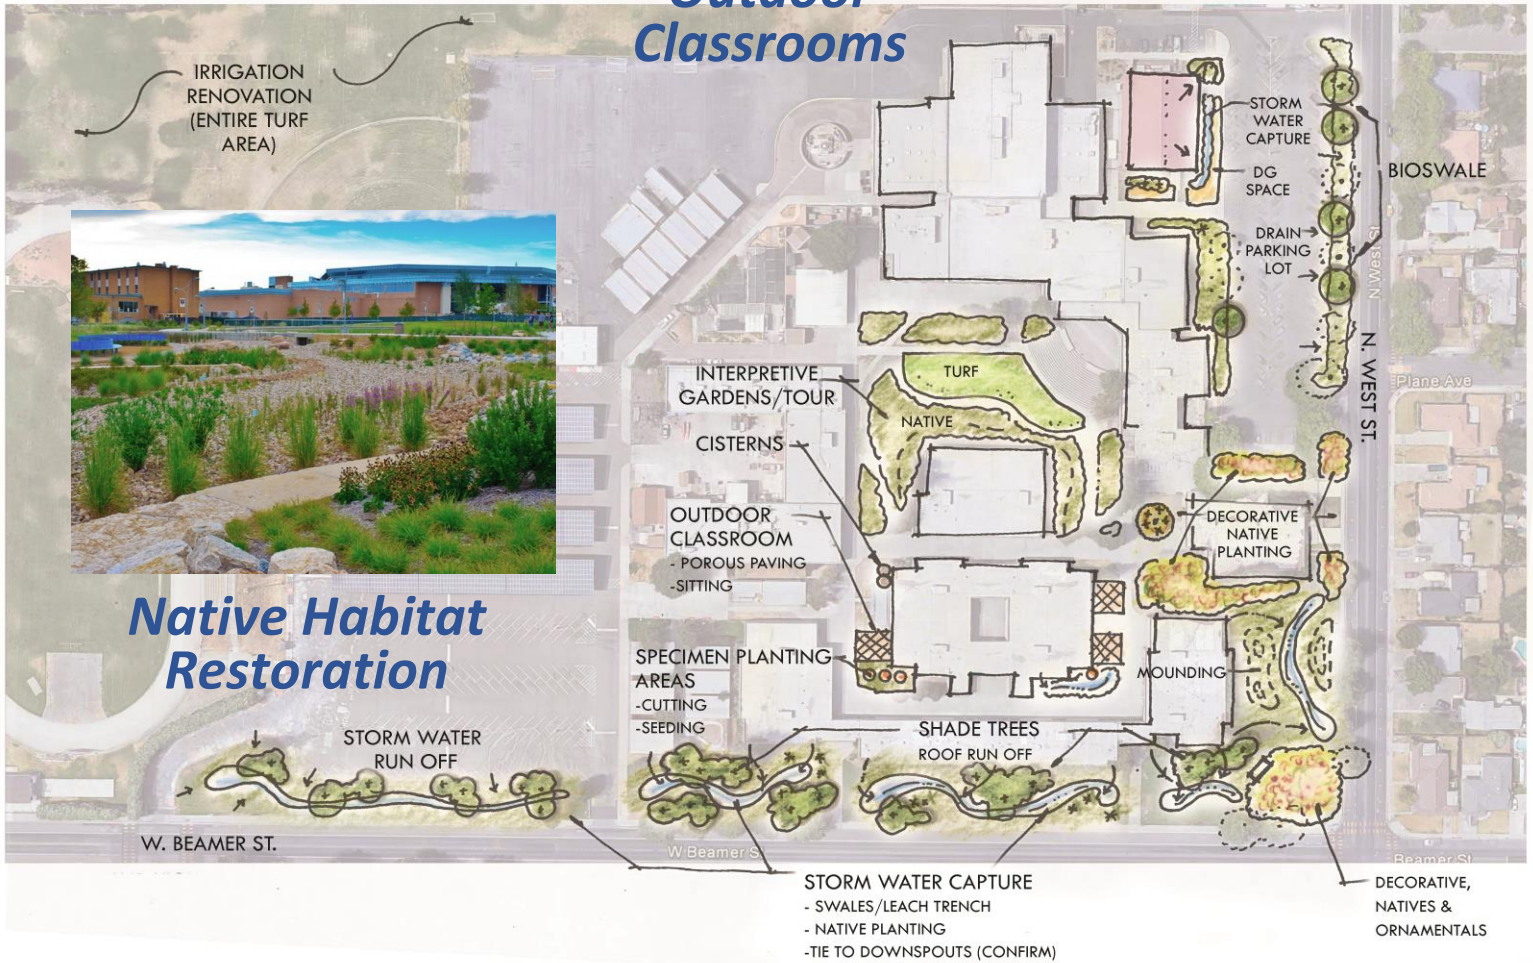 Outdoor
Classrooms
IRRIGATION
RENOVATION
(ENTIRE TURF
AREA)
STORM
WATER
CAPTURE
BIOSWALE
DG
SPACE
DRAIN
PARKING
LOT
N West St
N. WEST ST.
Plane Ave
INTERPRETIVE
GARDENS/TOUR
TURF
NATIVE
CISTERNS
OUTDOOR
CLASSROOM
- POROUS PAVING
-SITTING
DECORATIVE
NATIVE
PLANTING
Native Habitat
Restoration
SPECIMEN PLANTING
AREAS
-CUTTING
-SEEDING
MOUNDING
STORM WATER
RUN OFF
SHADE TREES
ROOF RUN OFF
W. BEAMER ST.
W Beamer S
Beamer St
STORM WATER CAPTURE
- SWALES/LEACH TRENCH
- NATIVE PLANTING
-TIE TO DOWNSPOUTS (CONFIRM)
DECORATIVE,
NATIVES &
ORNAMENTALS